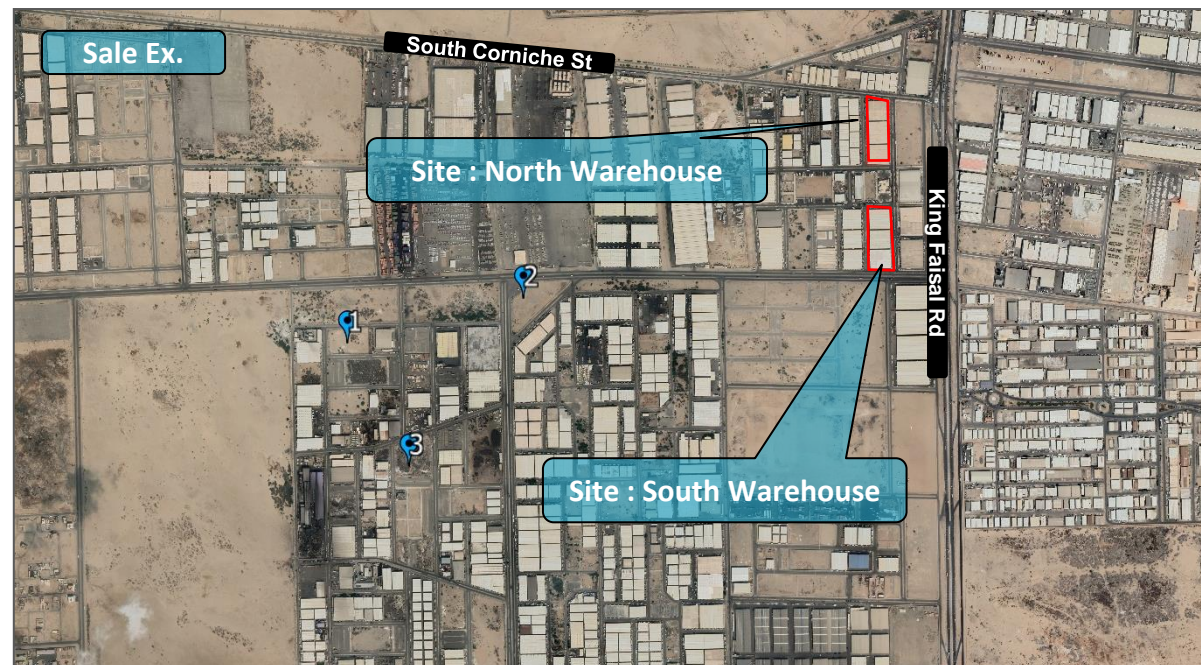 Sale Ex.
South Corniche St
Site : North Warehouse
King Faisal Rd
2
1
3
Site : South Warehouse